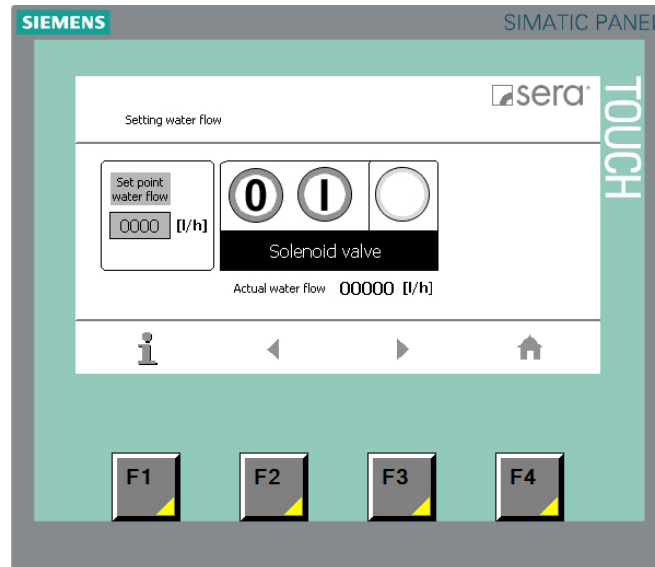 SIEMENS
SIMATIC PANEL
TOUCH
sera
Setting water flow
Set point
water flow
0000 [l/h]
0 I
Solenoid valve
Actual water flow 00000 [l/h]
i
F1 F2 F3 F4